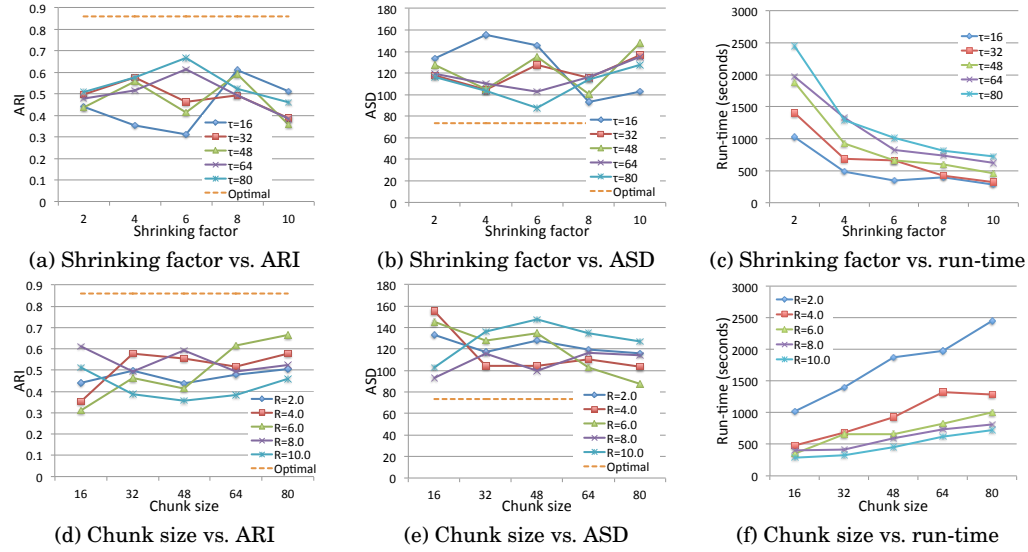 0.9
0.8
0.7
0.6
0.5
0.4
0.3
0.2
0.1
0
ARI
τ=16
τ=32
τ=48
τ=64
τ=80
Optimal
2 4 6 8 10
Shrinking factor
(a) Shrinking factor vs. ARI
180
160
140
120
100
80
60
40
20
0
ASD
τ=16
τ=32
τ=48
τ=64
τ=80
Optimal
2 4 6 8 10
Shrinking factor
(b) Shrinking factor vs. ASD
3000
2500
2000
1500
1000
500
0
Run-time (seconds)
τ=16
τ=32
τ=48
τ=64
τ=80
2 4 6 8 10
Shrinking factor
(c) Shrinking factor vs. run-time
0.9
0.8
0.7
0.6
0.5
0.4
0.3
0.2
0.1
0
ARI
R=2.0
R=4.0
R=6.0
R=8.0
R=10.0
Optimal
16 32 48 64 80
Chunk size
(d) Chunk size vs. ARI
180
160
140
120
100
80
60
40
20
0
ASD
R=2.0
R=4.0
R=6.0
R=8.0
R=10.0
Optimal
16 32 48 64 80
Chunk size
(e) Chunk size vs. ASD
3000
2500
2000
1500
1000
500
0
Run-time (seconds)
R=2.0
R=4.0
R=6.0
R=8.0
R=10.0
16 32 48 64 80
Chunk size
(f) Chunk size vs. run-time